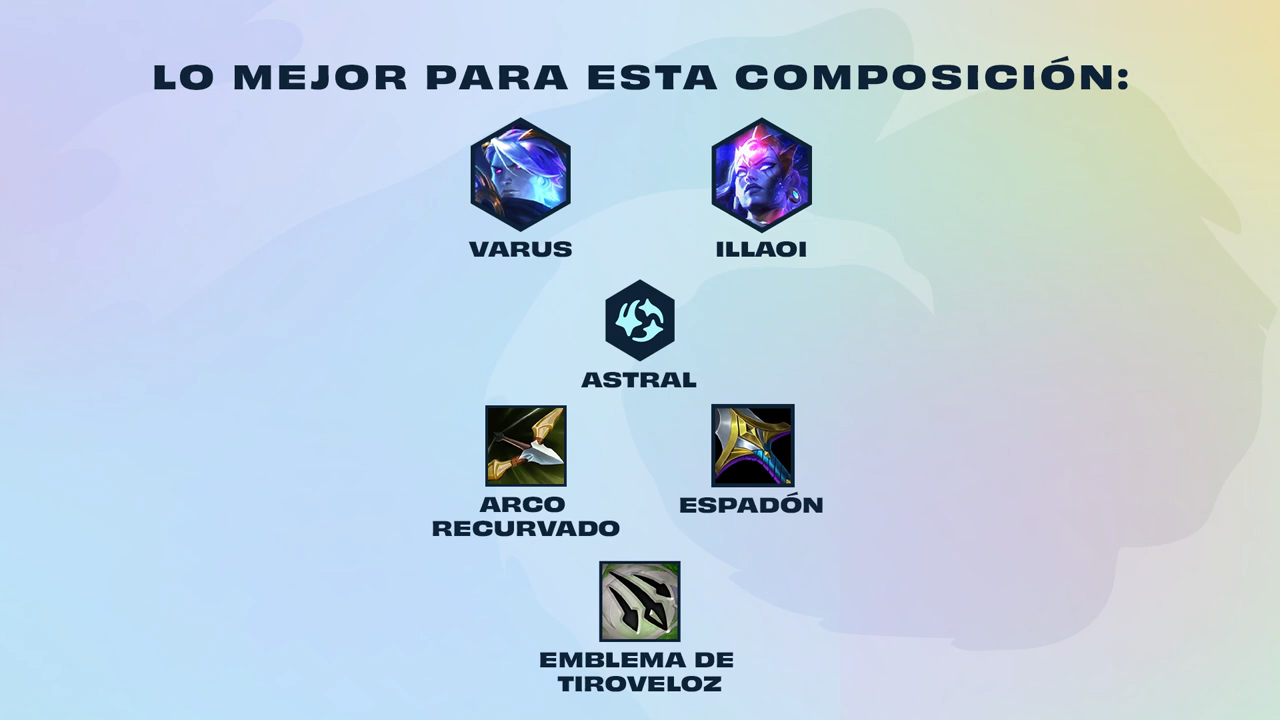 LO MEJOR PARA ESTA COMPOSICIÓN:
VARUS
ILLAOI
ASTRAL
ARCO
RECURVADO
ESPADÓN
EMBLEMA DE
TIROVELOZ